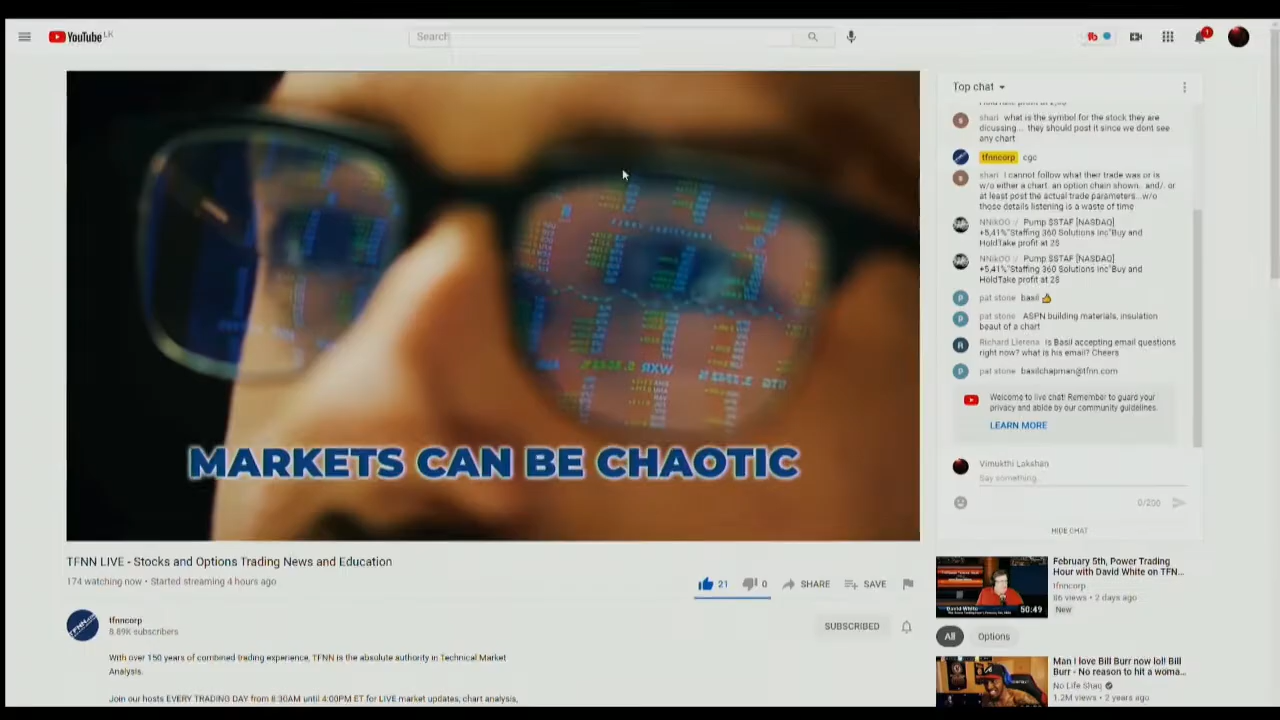 YouTube LK
Search
1
Top chat
shari what is the symbol for the stock they are
dicussing... they should post it since we dont see
any chart
tfnncorp cgc
shari I cannot follow what their trade was or is
w/o either a chart.. an option chain shown.. and/. or
at least post the actual trade parameters...w/o
those details listening is a waste of time
NNikOO Pump $STAF [NASDAQ]
+5,41%"Staffing 360 Solutions Inc"Buy and
HoldTake profit at 2$
NNikOO Pump $STAF [NASDAQ]
+5,41%"Staffing 360 Solutions Inc"Buy and
HoldTake profit at 2$
pat stone basil 👍
pat stone ASPN building materials, insulation
beaut of a chart
Richard Llerena Is Basil accepting email questions
right now? what is his email? Cheers
pat stone basilchapman@tfnn.com
Welcome to live chat! Remember to guard your
privacy and abide by our community guidelines.
LEARN MORE
Vimukthi Lakshan
Say something...
0/200
HIDE CHAT
MARKETS CAN BE CHAOTIC
TFNN LIVE - Stocks and Options Trading News and Education
174 watching now • Started streaming 4 hours ago
21 0 SHARE SAVE
tfnncorp
8.89K subscribers
SUBSCRIBED
With over 150 years of combined trading experience, TFNN is the absolute authority in Technical Market
Analysis.
Join our hosts EVERY TRADING DAY from 8:30AM until 4:00PM ET for LIVE market updates, chart analysis,
David White
50:49
February 5th, Power Trading
Hour with David White on TFN...
tfnncorp
86 views • 2 days ago
New
All Options
Man I love Bill Burr now lol! Bill
Burr - No reason to hit a woma...
No Life Shaq
1.2M views • 2 years ago